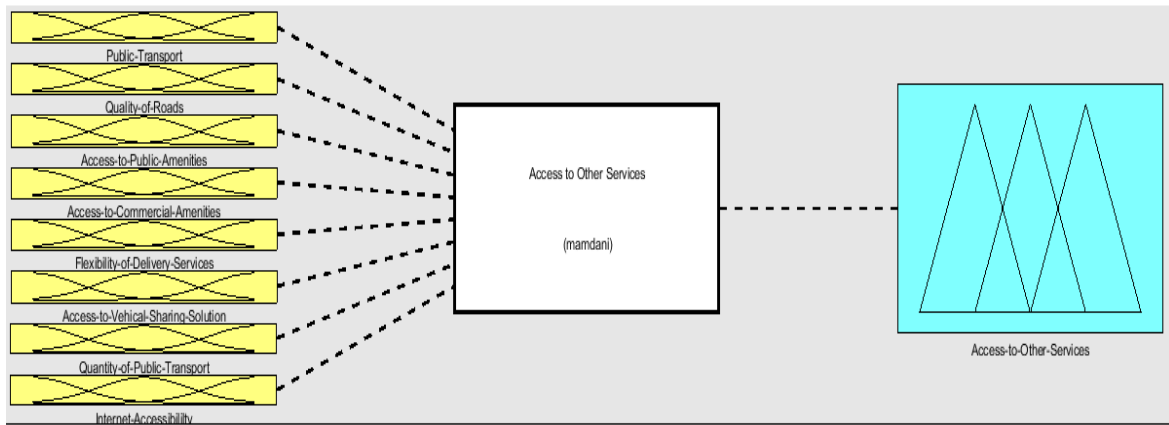 Public-Transport
Quality-of-Roads
Access-to-Public-Amenities
Access-to-Commercial-Amenities
Flexibility-of-Delivery-Services
Access-to-Vehical-Sharing-Solution
Quantity-of-Public-Transport
Internet-Accessibility
Access to Other Services
(mamdani)
Access-to-Other-Services